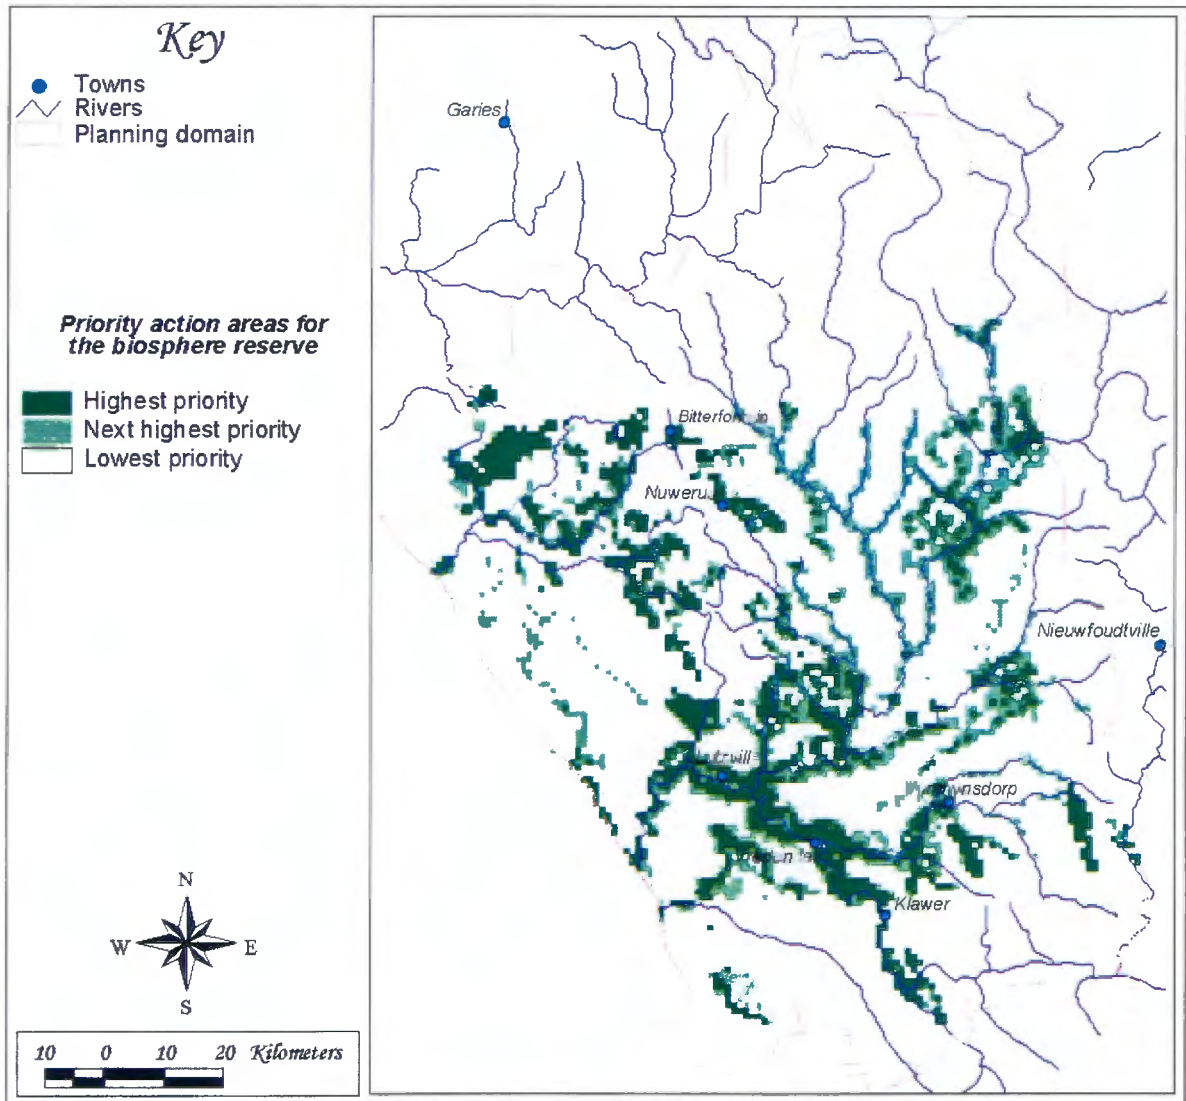 Key
Towns
Rivers
Planning domain
Priority action areas for
the biosphere reserve
Highest priority
Next highest priority
Lowest priority
N
W E
S
10 0 10 20 Kilometers
Garies
Nieuwfoudtville
Klawer